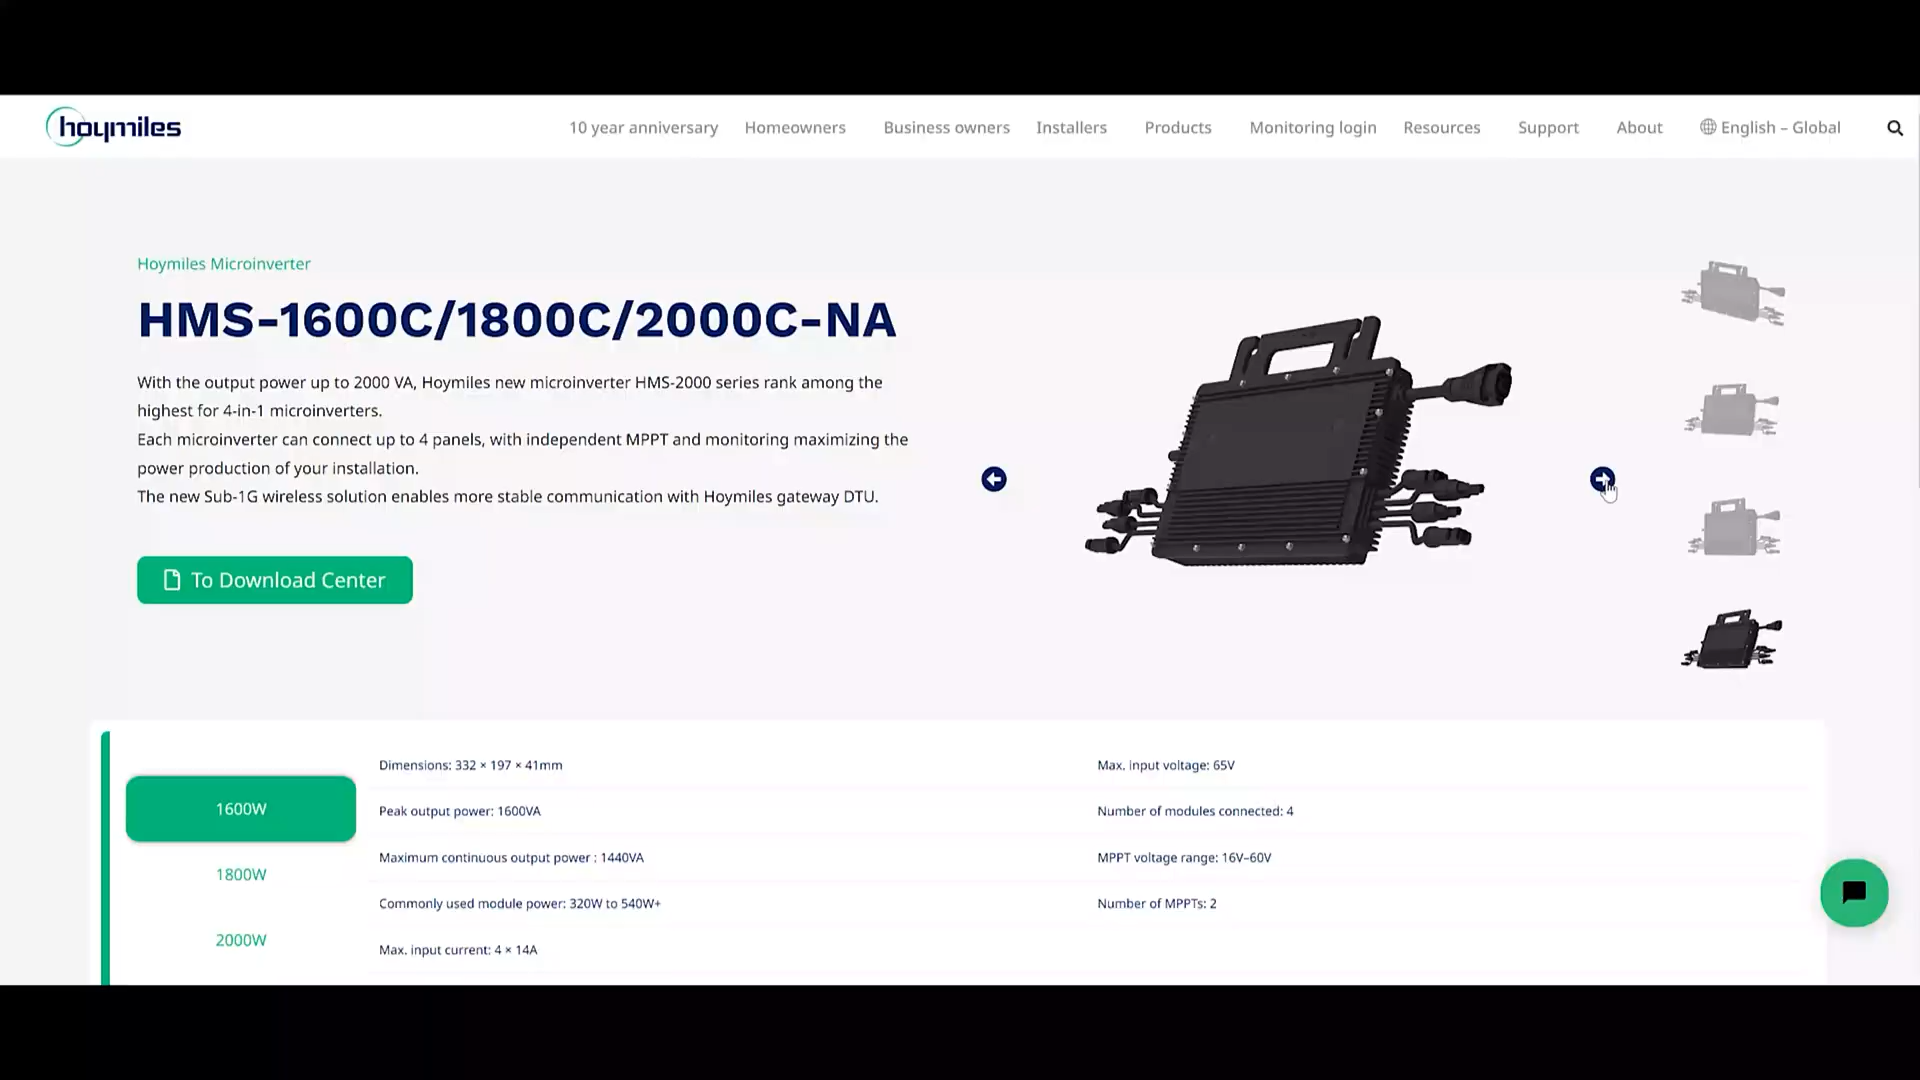 hoymiles
10 year anniversary Homeowners Business owners Installers Products Monitoring login Resources Support About English – Global
Hoymiles Microinverter
HMS-1600C/1800C/2000C-NA
With the output power up to 2000 VA, Hoymiles new microinverter HMS-2000 series rank among the
highest for 4-in-1 microinverters.
Each microinverter can connect up to 4 panels, with independent MPPT and monitoring maximizing the
power production of your installation.
The new Sub-1G wireless solution enables more stable communication with Hoymiles gateway DTU.
To Download Center
1600W
1800W
2000W
Dimensions: 332 × 197 × 41mm
Peak output power: 1600VA
Maximum continuous output power : 1440VA
Commonly used module power: 320W to 540W+
Max. input current: 4 × 14A
Max. input voltage: 65V
Number of modules connected: 4
MPPT voltage range: 16V–60V
Number of MPPTs: 2